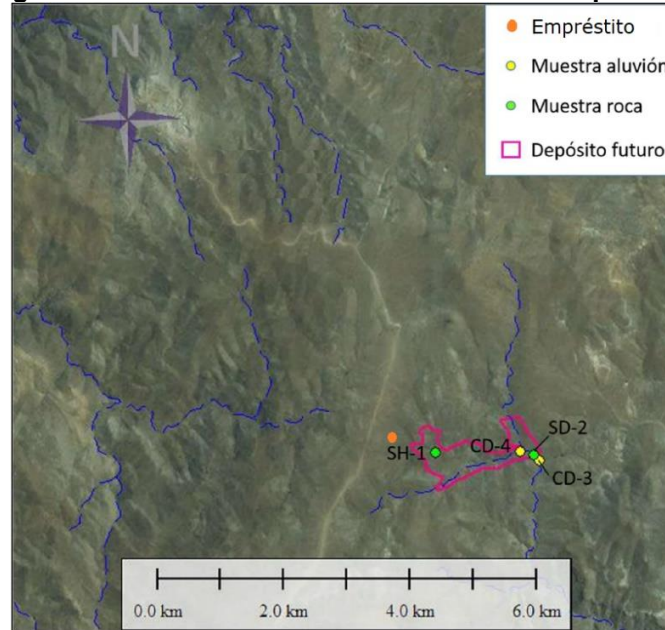 N
Empréstito
Muestra aluvión
Muestra roca
Depósito futuro
SH-1
CD-4
SD-2
CD-3
0.0 km 2.0 km 4.0 km 6.0 km